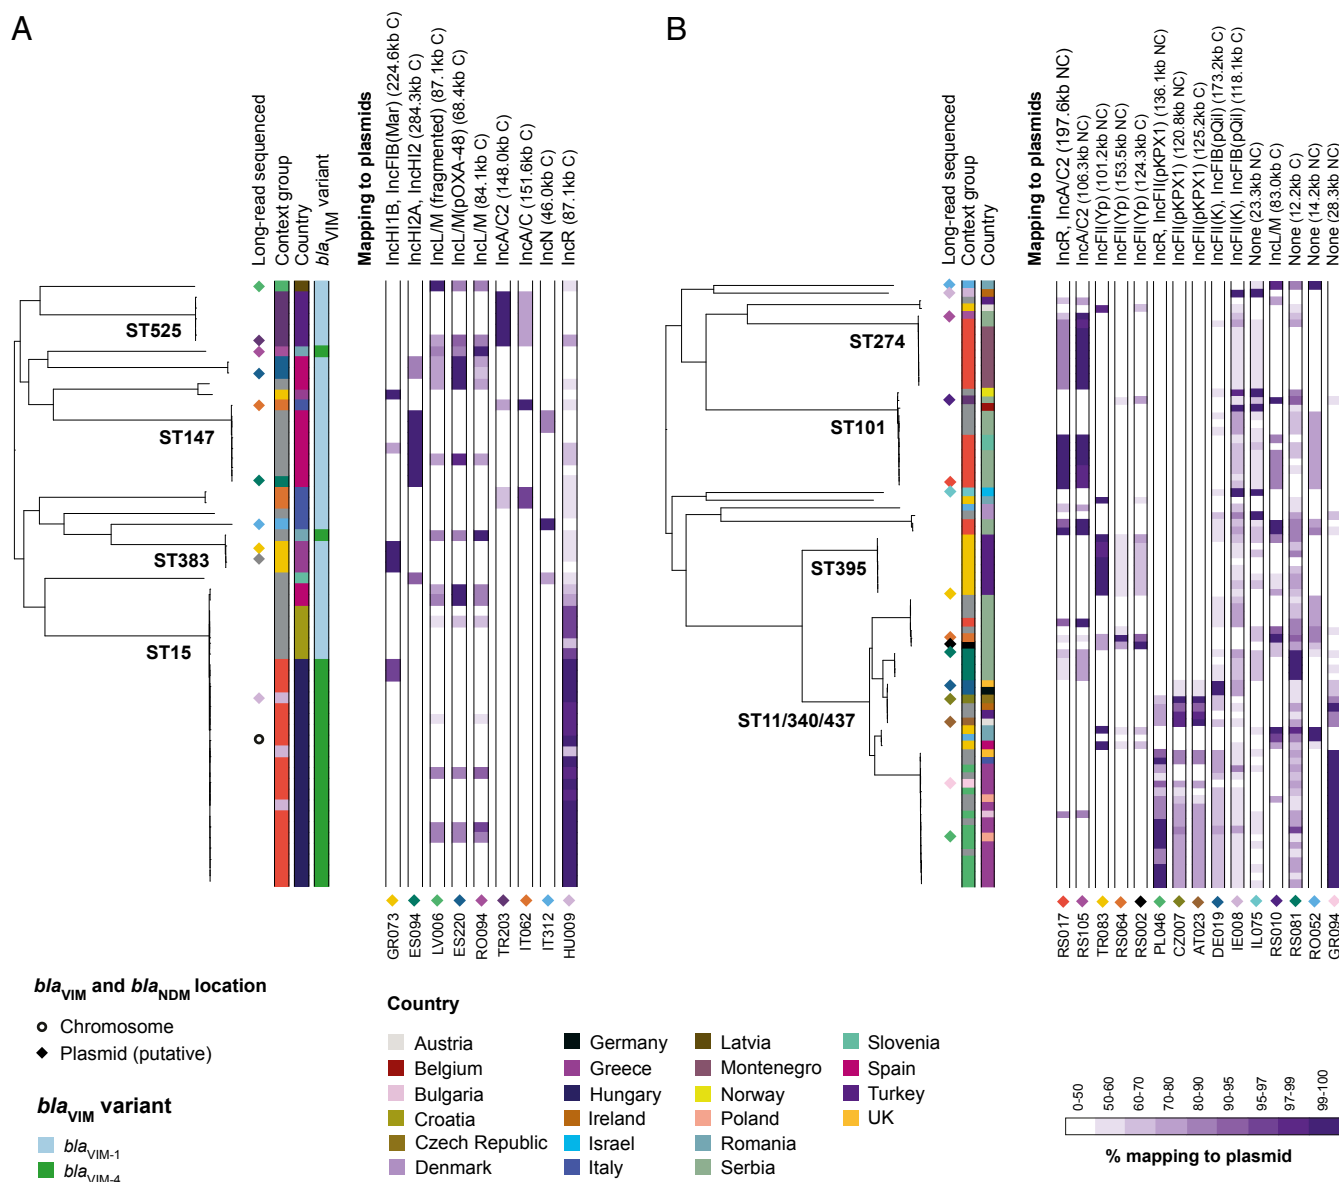 A
Long-read sequenced
Context group
Country
blaVIM variant
Mapping to plasmids
IncHI1B, IncFIB(Mar) (224.6kb C)
IncHI2A, IncHI2 (284.3kb C)
IncL/M (fragmented) (87.1kb C)
IncL/M(pOXA-48) (68.4kb C)
IncL/M (84.1kb C)
IncA/C2 (148.0kb C)
IncA/C (151.6kb C)
IncN (46.0kb C)
IncR (87.1kb C)
ST525
ST147
ST383
ST15
GR073
ES094
LV006
ES220
RO094
TR203
IT062
IT312
HU009
B
Long-read sequenced
Context group
Country
Mapping to plasmids
IncR, IncA/C2 (197.6kb NC)
IncA/C2 (106.3kb NC)
IncFII(Yp) (101.2kb NC)
IncFII(Yp) (153.5kb NC)
IncFII(Yp) (124.3kb C)
IncR, IncFII(pKPX1) (136.1kb NC)
IncFII(pKPX1) (120.8kb NC)
IncFII(pKPX1) (125.2kb C)
IncFII(K), IncFIB(pQil) (173.2kb C)
IncFII(K), IncFIB(pQil) (118.1kb C)
None (23.3kb NC)
IncL/M (83.0kb C)
None (12.2kb C)
None (14.2kb NC)
None (28.3kb NC)
ST274
ST101
ST395
ST11/340/437
RS017
RS105
TR083
RS064
RS002
PL046
CZ007
AT023
DE019
IE008
IL075
RS010
RS081
RO052
GR094
blaVIM and blaNDM location
Chromosome
Plasmid (putative)
blaVIM variant
blaVIM-1
blaVIM-4
Country
Austria
Belgium
Bulgaria
Croatia
Czech Republic
Denmark
Germany
Greece
Hungary
Ireland
Israel
Italy
Latvia
Montenegro
Norway
Poland
Romania
Serbia
Slovenia
Spain
Turkey
UK
0-50
50-60
60-70
70-80
80-90
90-95
95-97
97-99
99-100
% mapping to plasmid